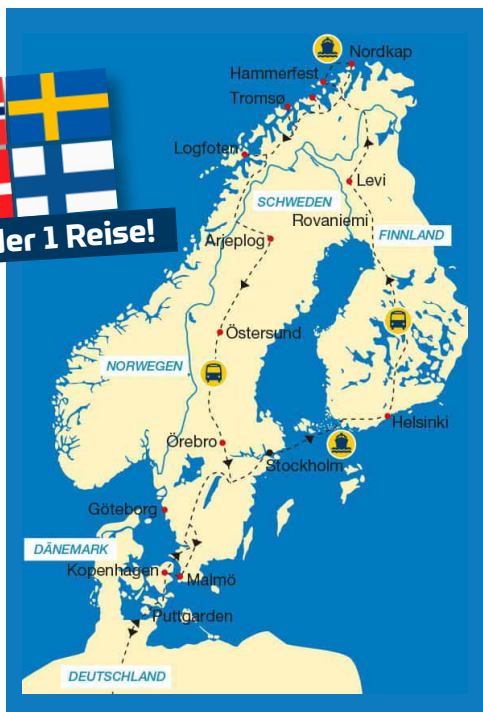 Nordkap
Hammerfest
Tromsø
Logfoten
Levi
SCHWEDEN
Rovaniemi
FINNLAND
Arjeplog
der 1 Reise!
Östersund
NORWEGEN
Helsinki
Örebro
Stockholm
Göteborg
DÄNEMARK
Kopenhagen
Malmö
Puttgarden
DEUTSCHLAND